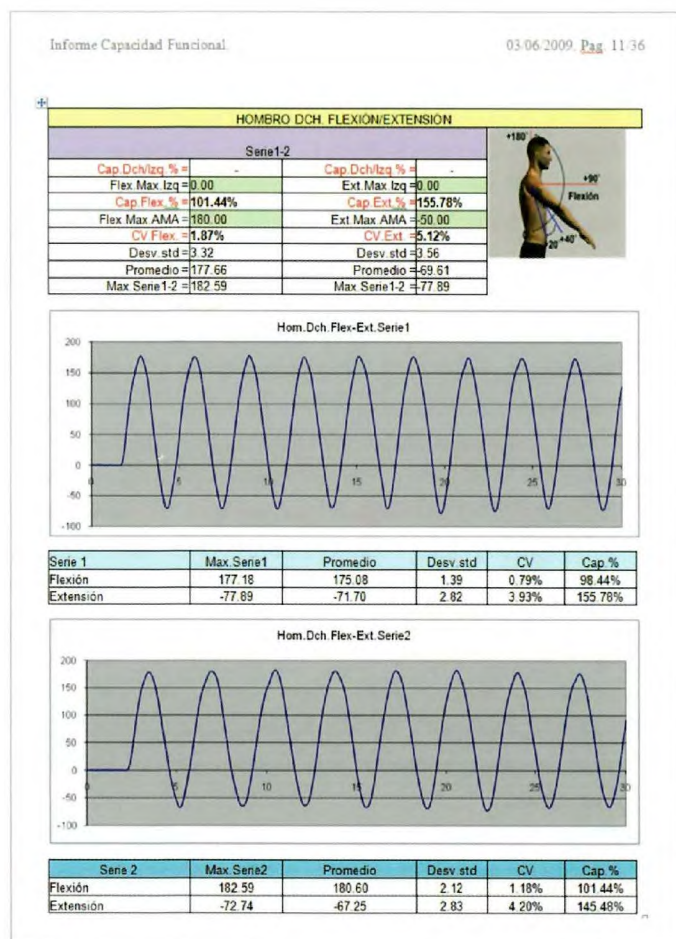 Informe Capacidad Funcional 03/06/2009. Pag. 11/36
HOMBRO DCH. FLEXIÓN/EXTENSIÓN
Serie1-2
Cap.Dch/Izq.% = - Cap.Dch/Izq.% = -
Flex.Max.Izq = 0.00 Ext.Max.Izq = 0.00
Cap.Flex.% = 101.44% Cap.Ext.% = 155.78%
Flex.Max.AMA = 180.00 Ext.Max.AMA = -50.00
CV.Flex. = 1.87% CV.Ext. = 5.12%
Desv.std = 3.32 Desv.std = 3.56
Promedio = 177.66 Promedio = -69.61
Max.Serie1-2 = 182.59 Max.Serie1-2 = -77.89
+180°
+90°
Flexión
+40°
20°
Hom.Dch.Flex-Ext.Serie1
200
150
100
50
0
0 5 10 15 20 25 30
-50
-100
Serie 1 Max.Serie1 Promedio Desv.std CV Cap.%
Flexión 177.18 175.08 1.39 0.79% 98.44%
Extensión -77.89 -71.70 2.82 3.93% 155.78%
Hom.Dch.Flex-Ext.Serie2
200
150
100
50
0
0 5 10 15 20 25 30
-50
-100
Serie 2 Max.Serie2 Promedio Desv.std CV Cap.%
Flexión 182.59 180.60 2.12 1.18% 101.44%
Extensión -72.74 -67.25 2.83 4.20% 145.48%